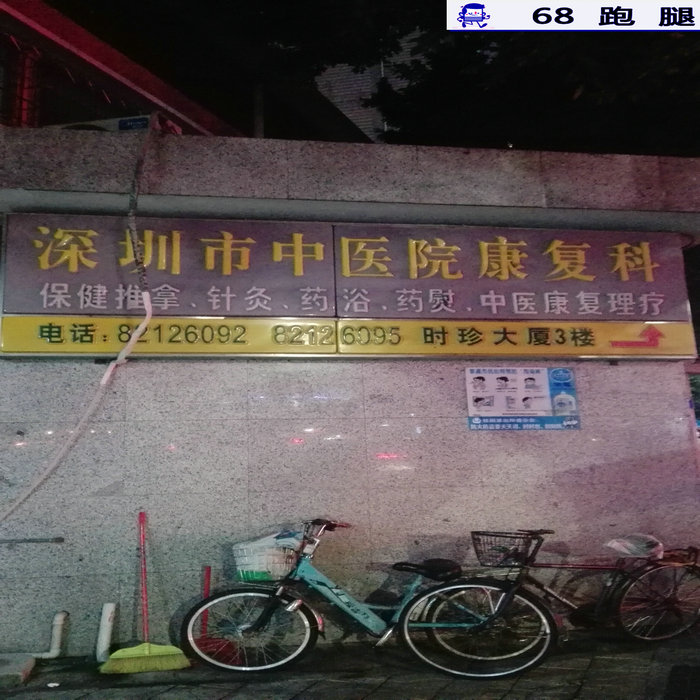 68 跑 腿
深圳市中医院康复科
保健推拿、针灸、药浴、药熨、中医康复理疗
电话:82126092 82126095 时珍大厦3楼